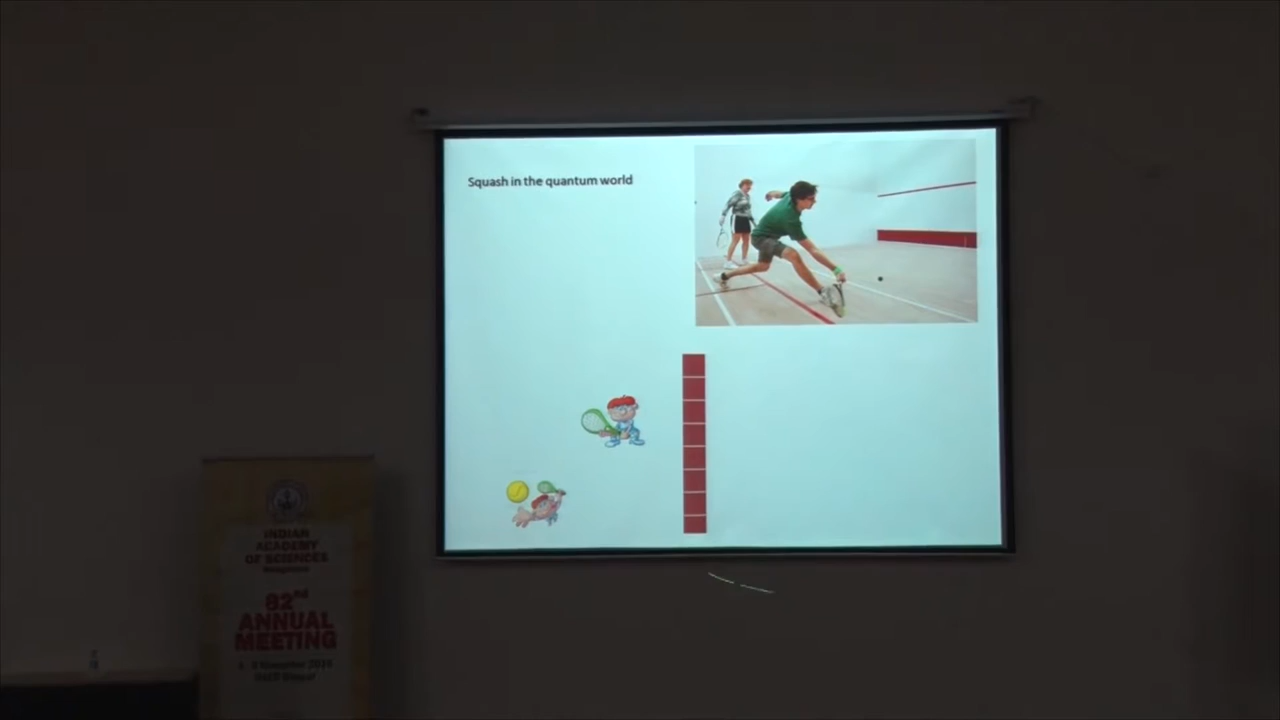 Squash in the quantum world
INDIAN
ACADEMY
OF SCIENCES
82nd
ANNUAL
MEETING